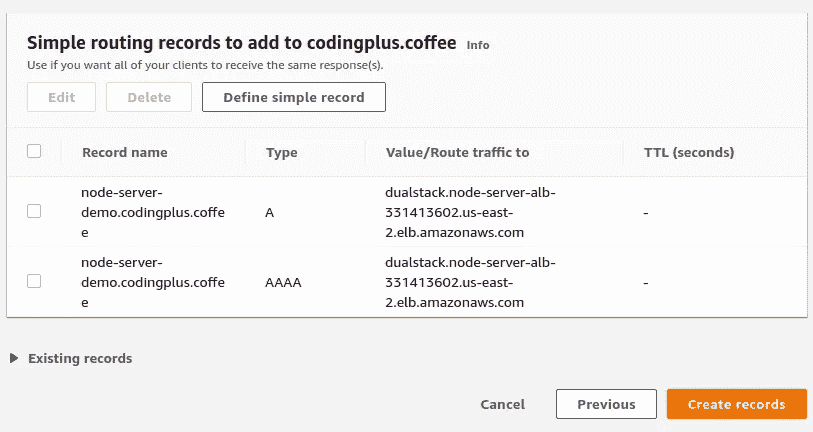 Simple routing records to add to codingplus.coffee Info
Use if you want all of your clients to receive the same response(s).
Edit Delete Define simple record
Record name Type Value/Route traffic to TTL (seconds)
node-server- dualstack.node-server-alb-
demo.codingplus.coffe A 331413602.us-east- -
e 2.elb.amazonaws.com
node-server- dualstack.node-server-alb-
demo.codingplus.coffe AAAA 331413602.us-east- -
e 2.elb.amazonaws.com
Existing records
Cancel Previous Create records